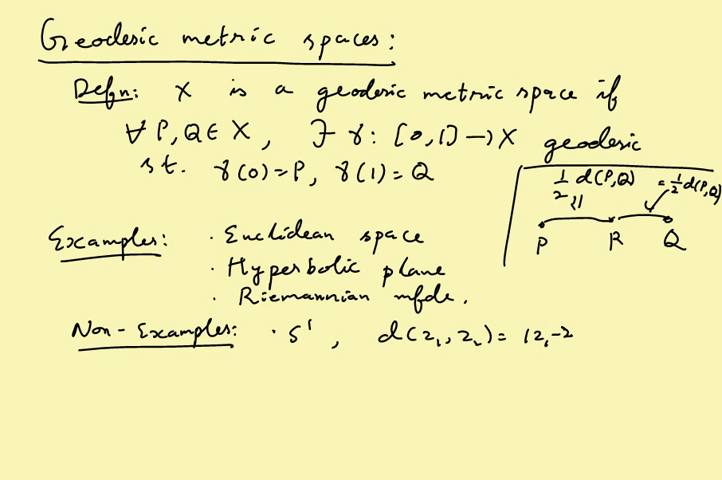 Geodesic metric spaces:
Defn: X is a geodesic metric space if
∀ P, Q ∈ X, ∃ γ: [0,1] → X geodesic
s.t. γ(0) = P, γ(1) = Q
1/2 d(P,Q) = 1/2 d(P,Q)
P R Q
Examples: · Euclidean space
· Hyperbolic plane
· Riemannian mfds.
Non-Examples: · S¹, d(z₁, z₂) = |z₁-z